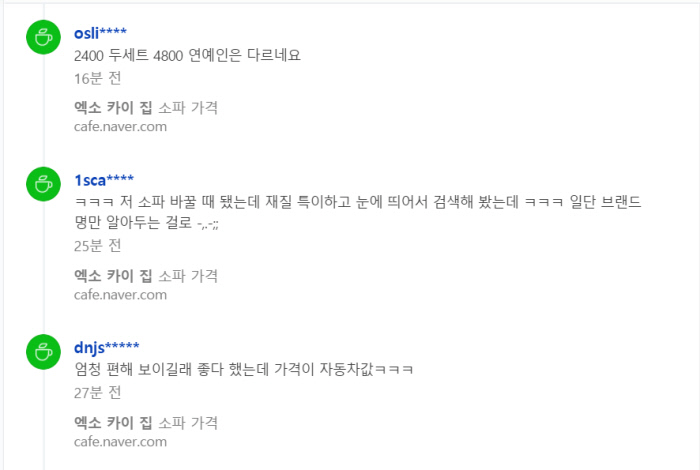 osli****
2400 두세트 4800 연예인은 다르네요
16분 전
엑소 카이 집 소파 가격
cafe.naver.com
1sca****
ㅋㅋㅋ 저 소파 바꿀 때 됐는데 재질 특이하고 눈에 띄어서 검색해 봤는데 ㅋㅋㅋ 일단 브랜드
명만 알아두는 걸로 -,.-;;
25분 전
엑소 카이 집 소파 가격
cafe.naver.com
dnjs*****
엄청 편해 보이길래 좋다 했는데 가격이 자동차값ㅋㅋㅋ
27분 전
엑소 카이 집 소파 가격
cafe.naver.com